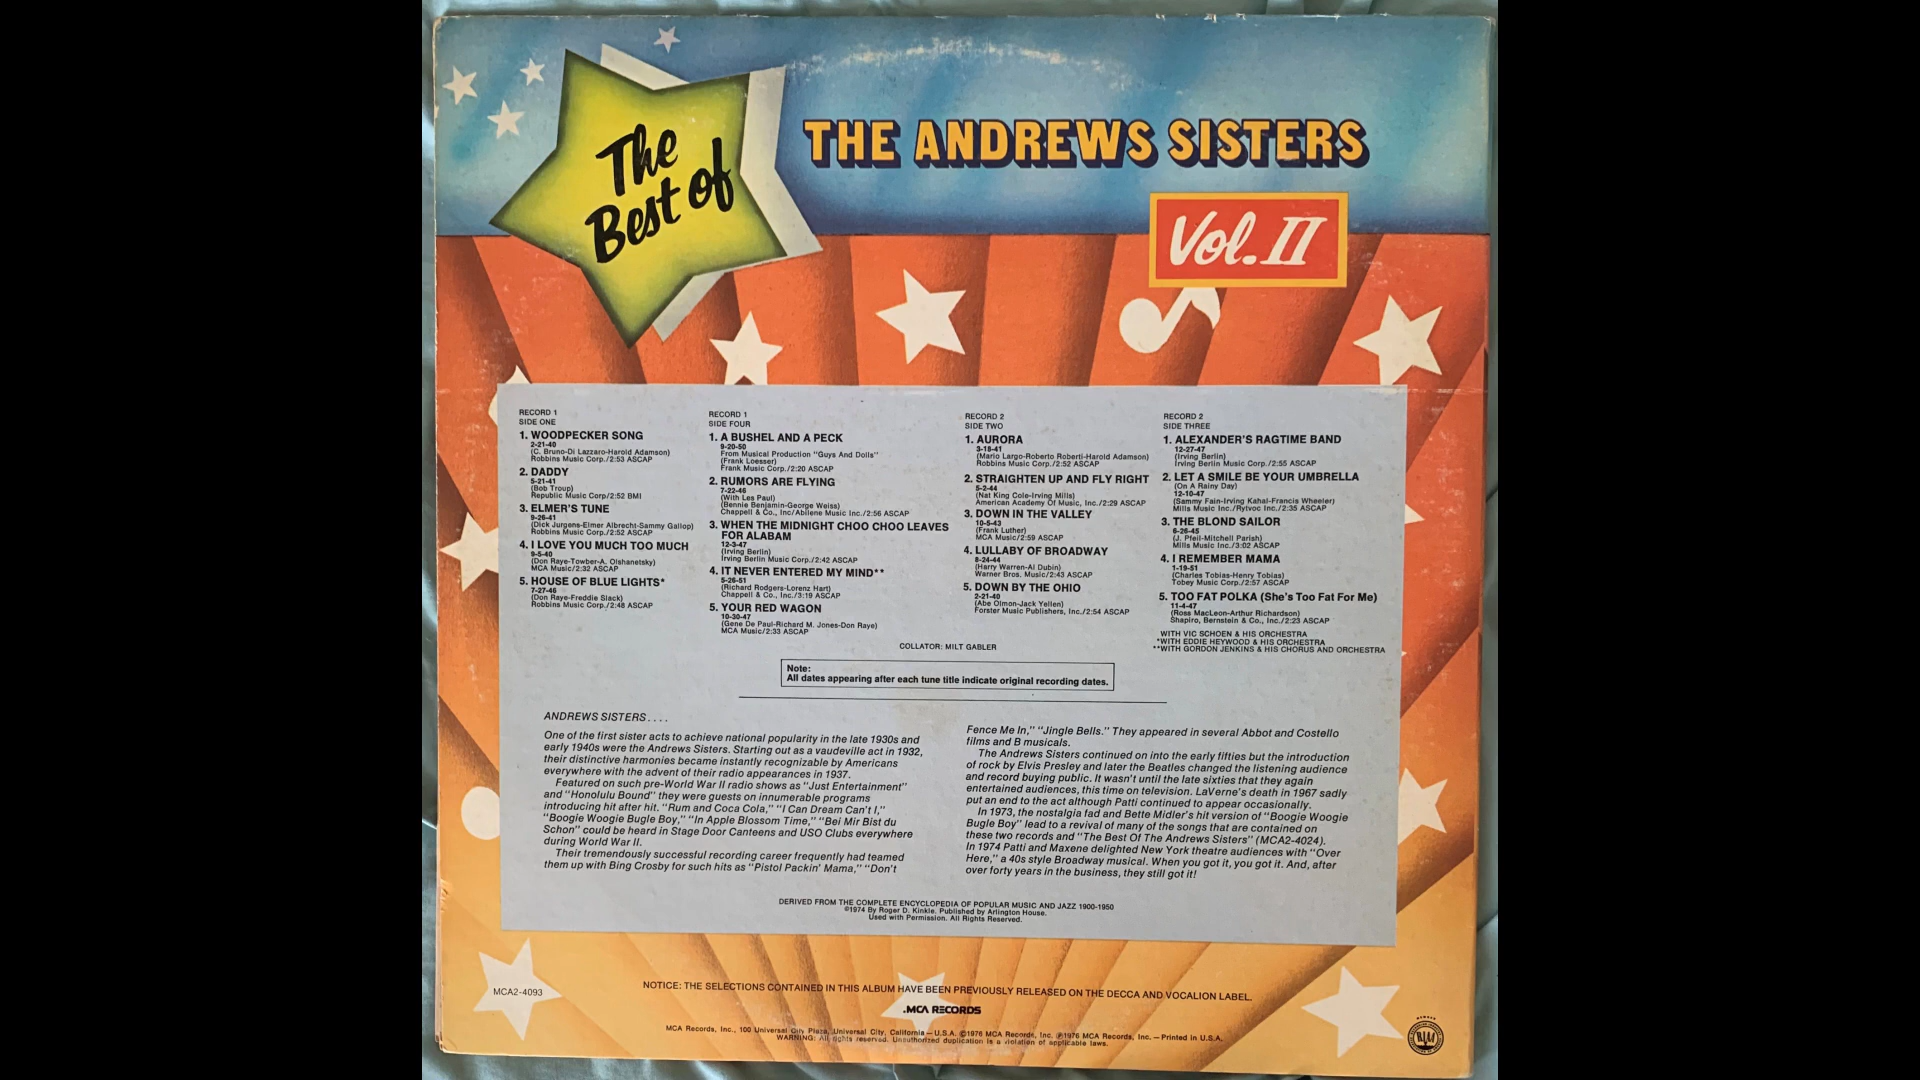 The
Best of
THE ANDREWS SISTERS
Vol. II
RECORD 1
SIDE ONE
1. WOODPECKER SONG
2-21-40
(C. Bruno-Di Lazzaro-Harold Adamson)
Robbins Music Corp./2:53 ASCAP
2. DADDY
5-21-41
(Bob Troup)
Republic Music Corp/2:52 BMI
3. ELMER'S TUNE
9-26-41
(Dick Jurgens-Elmer Albrecht-Sammy Gallop)
Robbins Music Corp./2:52 ASCAP
4. I LOVE YOU MUCH TOO MUCH
9-5-40
(Don Raye-Towber-A. Olshanetsky)
MCA Music/2:32 ASCAP
5. HOUSE OF BLUE LIGHTS*
7-27-46
(Don Raye-Freddie Slack)
Robbins Music Corp./2:48 ASCAP
RECORD 1
SIDE FOUR
1. A BUSHEL AND A PECK
9-20-50
From Musical Production "Guys And Dolls"
(Frank Loesser)
Frank Music Corp./2:20 ASCAP
2. RUMORS ARE FLYING
7-22-46
(With Les Paul)
(Bennie Benjamin-George Weiss)
Chappell & Co., Inc/Abilene Music Inc./2:56 ASCAP
3. WHEN THE MIDNIGHT CHOO CHOO LEAVES
FOR ALABAM
12-3-47
(Irving Berlin)
Irving Berlin Music Corp./2:42 ASCAP
4. IT NEVER ENTERED MY MIND**
5-26-51
(Richard Rodgers-Lorenz Hart)
Chappell & Co., Inc./3:19 ASCAP
5. YOUR RED WAGON
10-30-47
(Gene De Paul-Richard M. Jones-Don Raye)
MCA Music/2:33 ASCAP
RECORD 2
SIDE TWO
1. AURORA
3-18-41
(Mario Largo-Roberto Roberti-Harold Adamson)
Robbins Music Corp./2:52 ASCAP
2. STRAIGHTEN UP AND FLY RIGHT
5-2-44
(Nat King Cole-Irving Mills)
American Academy Of Music, Inc./2:29 ASCAP
3. DOWN IN THE VALLEY
10-5-43
(Frank Luther)
MCA Music/2:59 ASCAP
4. LULLABY OF BROADWAY
8-24-44
(Harry Warren-Al Dubin)
Warner Bros. Music/2:43 ASCAP
5. DOWN BY THE OHIO
2-21-40
(Abe Olmon-Jack Yellen)
Forster Music Publishers, Inc./2:54 ASCAP
RECORD 2
SIDE THREE
1. ALEXANDER'S RAGTIME BAND
12-27-47
(Irving Berlin)
Irving Berlin Music Corp./2:55 ASCAP
2. LET A SMILE BE YOUR UMBRELLA
(On A Rainy Day)
12-10-47
(Sammy Fain-Irving Kahal-Francis Wheeler)
Mills Music Inc./Rytvoc Inc./2:35 ASCAP
3. THE BLOND SAILOR
6-26-45
(J. Pfeil-Mitchell Parish)
Mills Music Inc./3:02 ASCAP
4. I REMEMBER MAMA
1-19-51
(Charles Tobias-Henry Tobias)
Tobey Music Corp./2:57 ASCAP
5. TOO FAT POLKA (She's Too Fat For Me)
11-4-47
(Ross MacLeon-Arthur Richardson)
Shapiro, Bernstein & Co., Inc./2:23 ASCAP
WITH VIC SCHOEN & HIS ORCHESTRA
*WITH EDDIE HEYWOOD & HIS ORCHESTRA
**WITH GORDON JENKINS & HIS CHORUS AND ORCHESTRA
COLLATOR: MILT GABLER
Note:
All dates appearing after each tune title indicate original recording dates.
ANDREWS SISTERS....
One of the first sister acts to achieve national popularity in the late 1930s and
early 1940s were the Andrews Sisters. Starting out as a vaudeville act in 1932,
their distinctive harmonies became instantly recognizable by Americans
everywhere with the advent of their radio appearances in 1937.
Featured on such pre-World War II radio shows as "Just Entertainment"
and "Honolulu Bound" they were guests on innumerable programs
introducing hit after hit. "Rum and Coca Cola," "I Can Dream Can't I,"
"Boogie Woogie Bugle Boy," "In Apple Blossom Time," "Bei Mir Bist du
Schon" could be heard in Stage Door Canteens and USO Clubs everywhere
during World War II.
Their tremendously successful recording career frequently had teamed
them up with Bing Crosby for such hits as "Pistol Packin' Mama," "Don't
Fence Me In," "Jingle Bells." They appeared in several Abbot and Costello
films and B musicals.
The Andrews Sisters continued on into the early fifties but the introduction
of rock by Elvis Presley and later the Beatles changed the listening audience
and record buying public. It wasn't until the late sixties that they again
entertained audiences, this time on television. LaVerne's death in 1967 sadly
put an end to the act although Patti continued to appear occasionally.
In 1973, the nostalgia fad and Bette Midler's hit version of "Boogie Woogie
Bugle Boy" lead to a revival of many of the songs that are contained on
these two records and "The Best Of The Andrews Sisters" (MCA2-4024).
In 1974 Patti and Maxene delighted New York theatre audiences with "Over
Here," a 40s style Broadway musical. When you got it, you got it. And, after
over forty years in the business, they still got it!
DERIVED FROM THE COMPLETE ENCYCLOPEDIA OF POPULAR MUSIC AND JAZZ 1900-1950
©1974 By Roger D. Kinkle. Published by Arlington House.
Used with Permission. All Rights Reserved.
MCA2-4093
NOTICE: THE SELECTIONS CONTAINED IN THIS ALBUM HAVE BEEN PREVIOUSLY RELEASED ON THE DECCA AND VOCALION LABEL.
.MCA RECORDS
MCA Records, Inc., 100 Universal City Plaza, Universal City, California — U.S.A. ©1976 MCA Records, Inc. ℗1976 MCA Records, Inc. — Printed in U.S.A.
WARNING: All rights reserved. Unauthorized duplication is a violation of applicable laws.